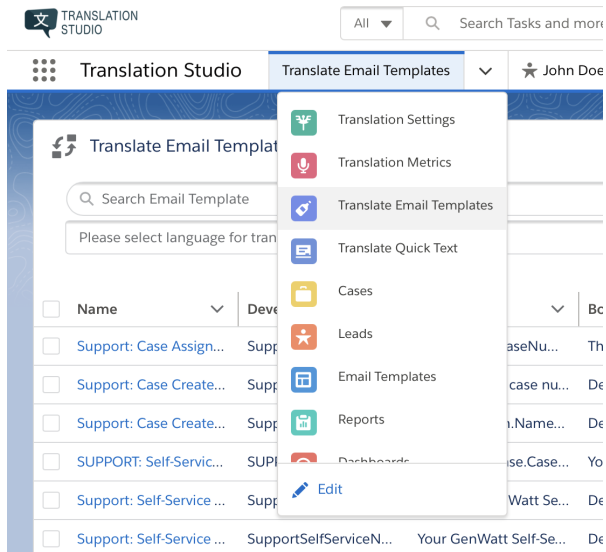 文
TRANSLATION
STUDIO
All
Search Tasks and more
Translation Studio
Translate Email Templates
John Doe
Translate Email Templat
Search Email Template
Please select language for tran
Translation Settings
Translation Metrics
Translate Email Templates
Translate Quick Text
Cases
Leads
Email Templates
Reports
Dashboards
Edit
Name
Deve
Bo
Support: Case Assign...
Supp
aseNu...
Th
Support: Case Create...
Supp
case nu...
De
Support: Case Create...
Supp
.Name...
De
SUPPORT: Self-Servic...
SUPP
se.Case...
Yo
Support: Self-Service ...
Supp
Watt Se...
De
Support: Self-Service ...
SupportSelfServiceN...
Your GenWatt Self-Se...
De